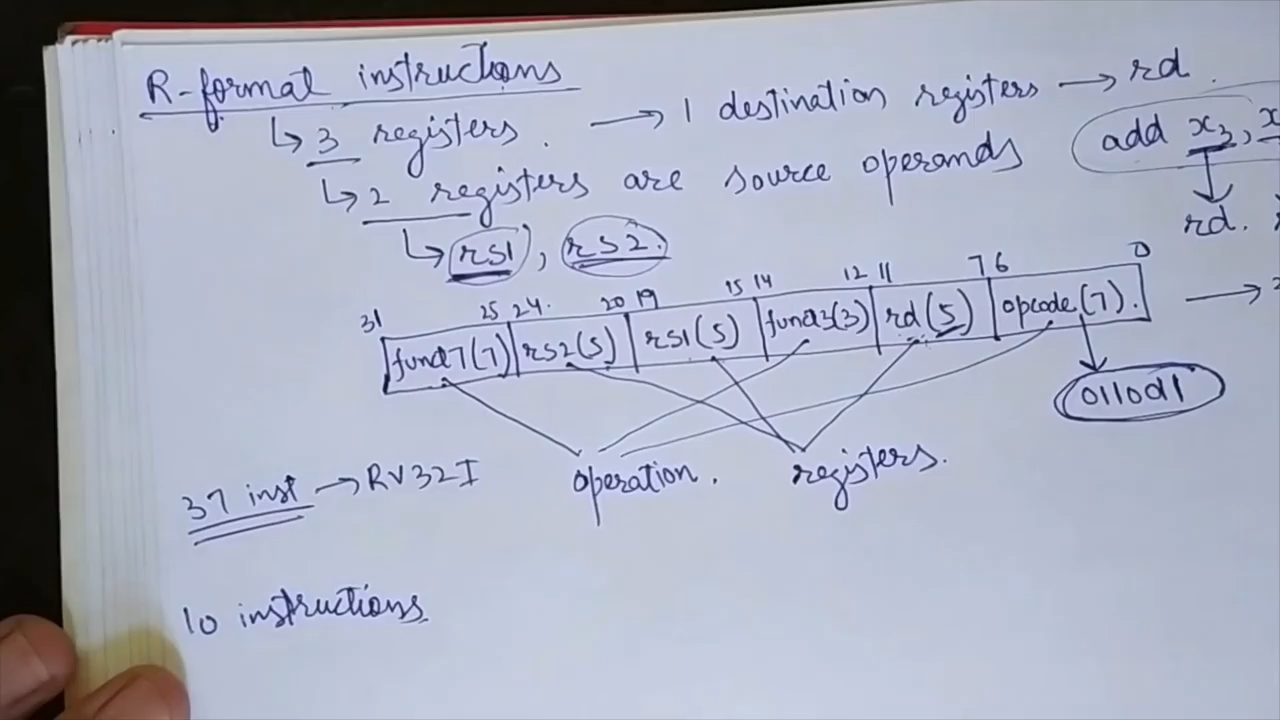 R-format instructions
↳ 3 registers. → 1 destination registers → rd.
↳ 2 registers are source operands
add x3, x
↳ rs1, rs2.
rd.
31 25 24 20 19 15 14 12 11 7 6 0
funct7(7) rs2(5) rs1(5) funct3(3) rd(5) opcode(7).
0110011
operation. registers.
37 inst → RV32I
10 instructions